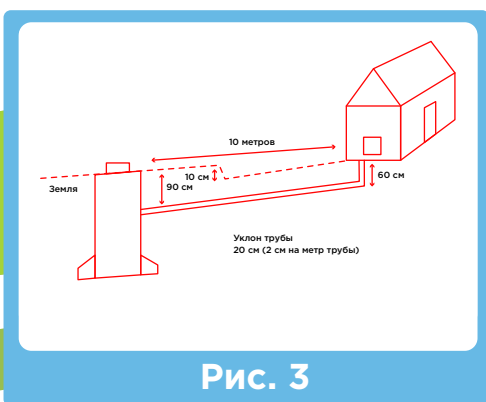 10 метров
10 см
90 см
60 см
Земля
Уклон трубы
20 см (2 см на метр трубы)
Рис. 3